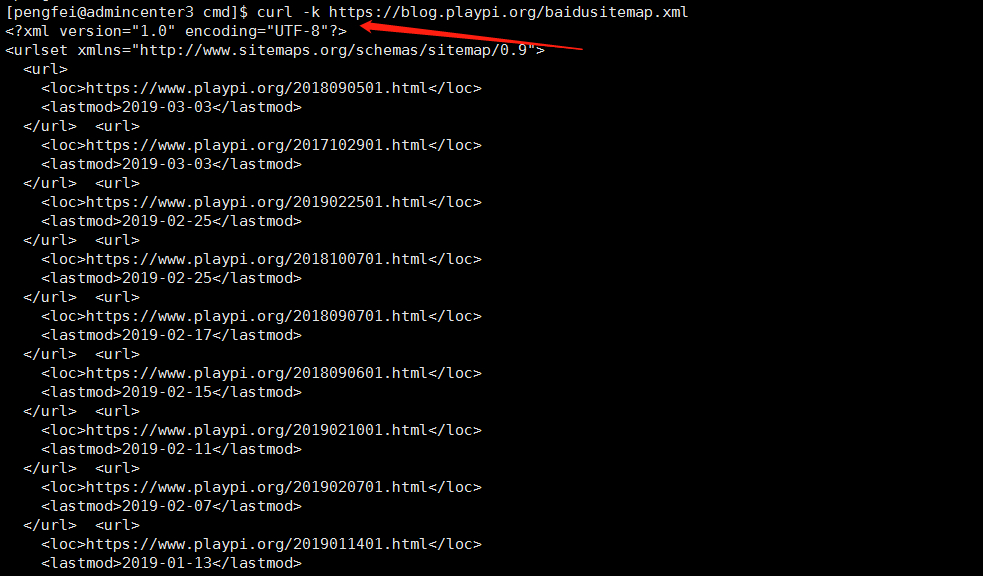 [pengfei@admincenter3 cmd]$ curl -k https://blog.playpi.org/baidusitemap.xml
<?xml version="1.0" encoding="UTF-8"?>
<urlset xmlns="http://www.sitemaps.org/schemas/sitemap/0.9">
  <url>
    <loc>https://www.playpi.org/2018090501.html</loc>
    <lastmod>2019-03-03</lastmod>
  </url>  <url>
    <loc>https://www.playpi.org/2017102901.html</loc>
    <lastmod>2019-03-03</lastmod>
  </url>  <url>
    <loc>https://www.playpi.org/2019022501.html</loc>
    <lastmod>2019-02-25</lastmod>
  </url>  <url>
    <loc>https://www.playpi.org/2018100701.html</loc>
    <lastmod>2019-02-25</lastmod>
  </url>  <url>
    <loc>https://www.playpi.org/2018090701.html</loc>
    <lastmod>2019-02-17</lastmod>
  </url>  <url>
    <loc>https://www.playpi.org/2018090601.html</loc>
    <lastmod>2019-02-15</lastmod>
  </url>  <url>
    <loc>https://www.playpi.org/2019021001.html</loc>
    <lastmod>2019-02-11</lastmod>
  </url>  <url>
    <loc>https://www.playpi.org/2019020701.html</loc>
    <lastmod>2019-02-07</lastmod>
  </url>  <url>
    <loc>https://www.playpi.org/2019011401.html</loc>
    <lastmod>2019-01-13</lastmod>